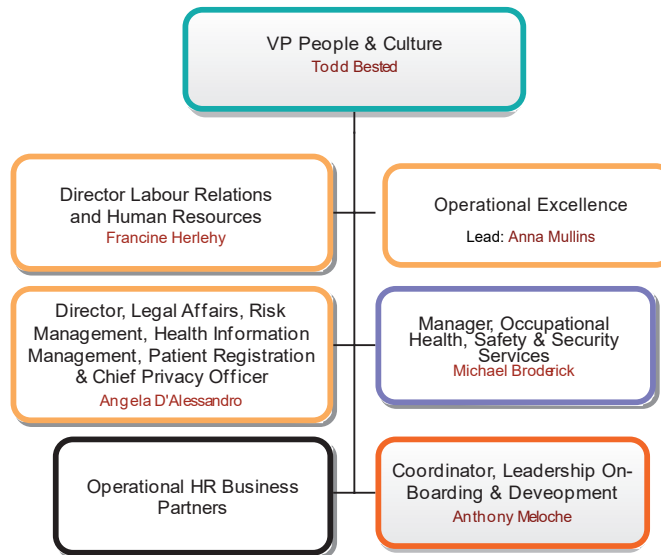 VP People & Culture
Todd Bested
Director Labour Relations
and Human Resources
Francine Herlehy
Operational Excellence
Lead: Anna Mullins
Director, Legal Affairs, Risk
Management, Health Information
Management, Patient Registration
& Chief Privacy Officer
Angela D'Alessandro
Manager, Occupational
Health, Safety & Security
Services
Michael Broderick
Operational HR Business
Partners
Coordinator, Leadership On-
Boarding & Deveopment
Anthony Meloche